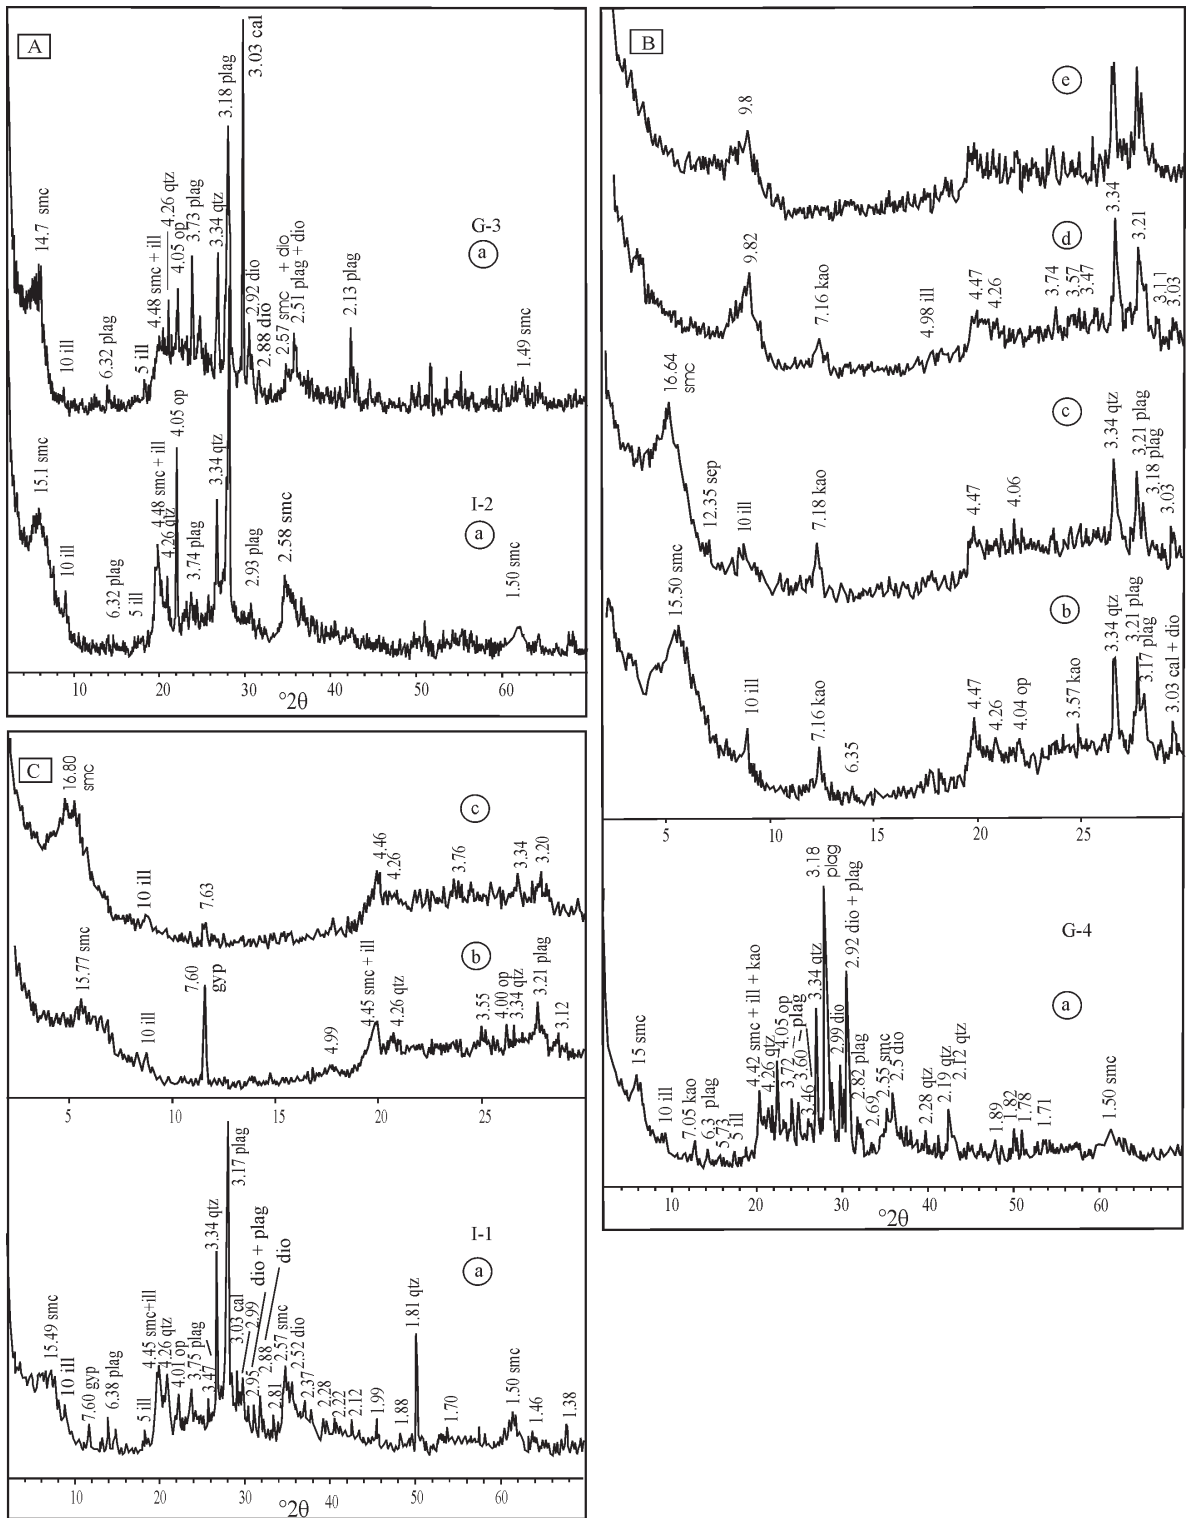 A
14.7 smc
10 ill
6.32 plag
5 ill
4.48 smc + ill
4.26 qtz
4.05 op
3.73 plag
3.34 qtz
3.18 plag
3.03 cal
2.92 dio
2.88 dio
2.57 smc + dio
2.51 plag + dio
2.13 plag
1.49 smc
G-3
a
15.1 smc
10 ill
6.32 plag
5 ill
4.48 smc + ill
4.26 qtz
4.05 op
3.74 plag
3.34 qtz
2.93 plag
2.58 smc
1.50 smc
I-2
a
10 20 30 40 50 60
°2θ
B
e
9.8
d
9.82
7.16 kao
4.98 ill
4.47
4.26
3.74
3.57
3.47
3.34
3.21
3.11
3.03
c
16.64
smc
12.35 sep
10 ill
7.18 kao
4.47
4.06
3.34 qtz
3.21 plag
3.18 plag
3.03
b
15.50 smc
10 ill
7.16 kao
6.35
4.47
4.26
4.04 op
3.57 kao
3.34 qtz
3.21 plag
3.17 plag
3.03 cal + dio
5 10 15 20 25
G-4
a
15 smc
10 ill
7.05 kao
6.3 plag
5.73
5 ill
4.42 smc + ill + kao
4.26 qtz
4.05 op
3.72
3.60
plag
3.46
3.34 qtz
3.18
plag
2.99 dio
2.92 dio + plag
2.82 plag
2.69
2.55 smc
2.5 dio
2.28 qtz
2.19 qtz
2.12 qtz
1.89
1.82
1.78
1.71
1.50 smc
10 20 30 40 50 60
°2θ
C
c
16.80
smc
10 ill
7.63
4.46
4.26
3.76
3.34
3.20
b
15.77 smc
10 ill
7.60
gyp
4.99
4.45 smc + ill
4.26 qtz
3.55
4.00 op
3.34 qtz
3.21 plag
3.12
5 10 15 20 25
I-1
a
15.49 smc
10 ill
7.60 gyp
6.38 plag
5 ill
4.45 smc+ill
4.26 qtz
4.01 op
3.75 plag
3.47
3.34 qtz
3.17 plag
3.03 cal
2.99
dio + plag
2.95
2.88
dio
2.81
2.57 smc
2.52 dio
2.37
2.28
2.22
2.12
1.99
1.88
1.81 qtz
1.70
1.50 smc
1.46
1.38
10 20 30 40 50 60
°2θ